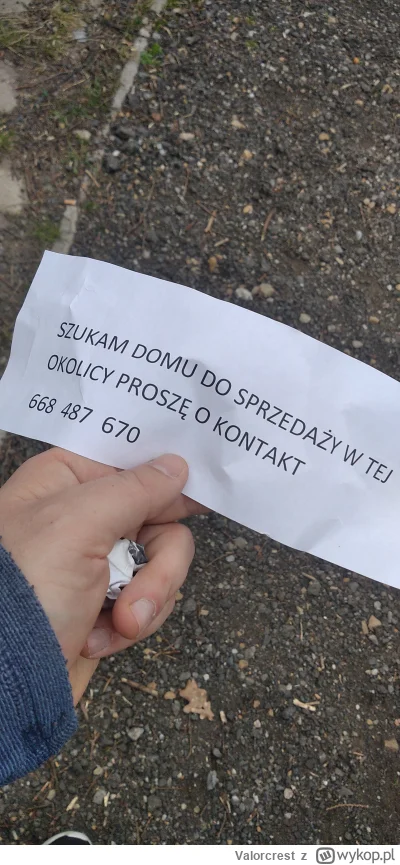 SZUKAM DOMU DO SPRZEDAŻY W TEJ
OKOLICY PROSZĘ O KONTAKT
668 487 670
Valorcrest z wykop.pl